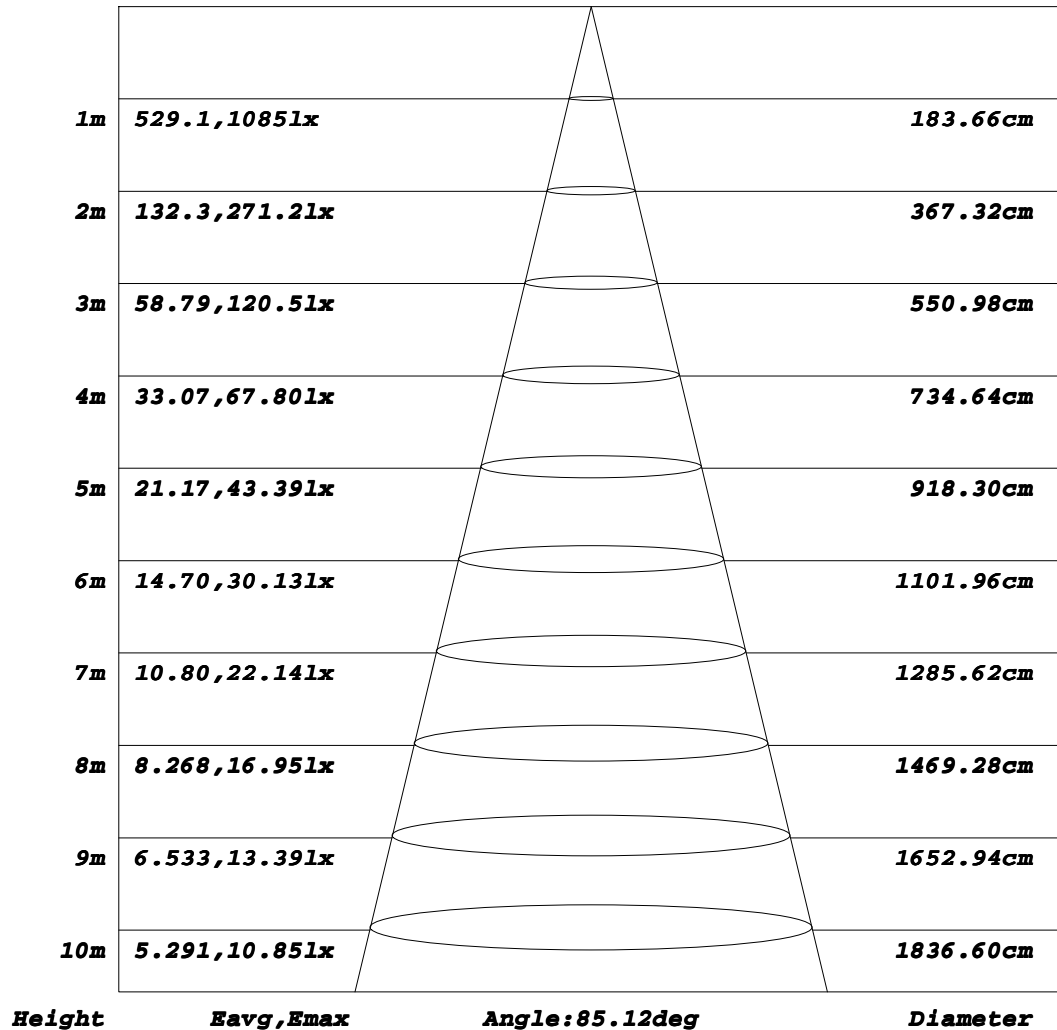 1m 529.1,1085lx 183.66cm
2m 132.3,271.2lx 367.32cm
3m 58.79,120.5lx 550.98cm
4m 33.07,67.80lx 734.64cm
5m 21.17,43.39lx 918.30cm
6m 14.70,30.13lx 1101.96cm
7m 10.80,22.14lx 1285.62cm
8m 8.268,16.95lx 1469.28cm
9m 6.533,13.39lx 1652.94cm
10m 5.291,10.85lx 1836.60cm
Height Eavg,Emax Angle:85.12deg Diameter